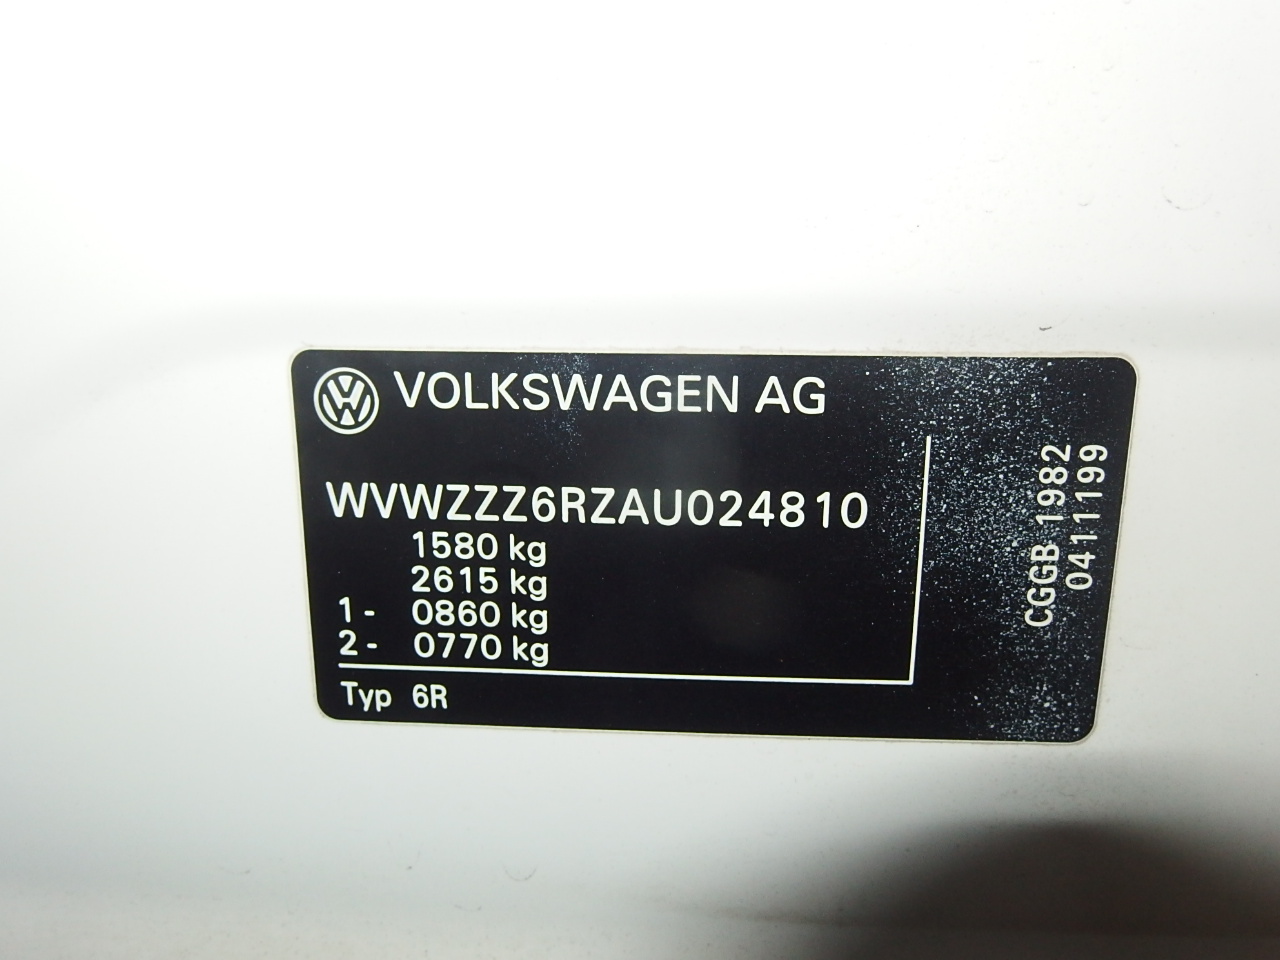 VOLKSWAGEN AG
WVWZZZ6RZAU024810
1580 kg
2615 kg
1- 0860 kg
2- 0770 kg
Typ 6R
CGGB 1982
0411199